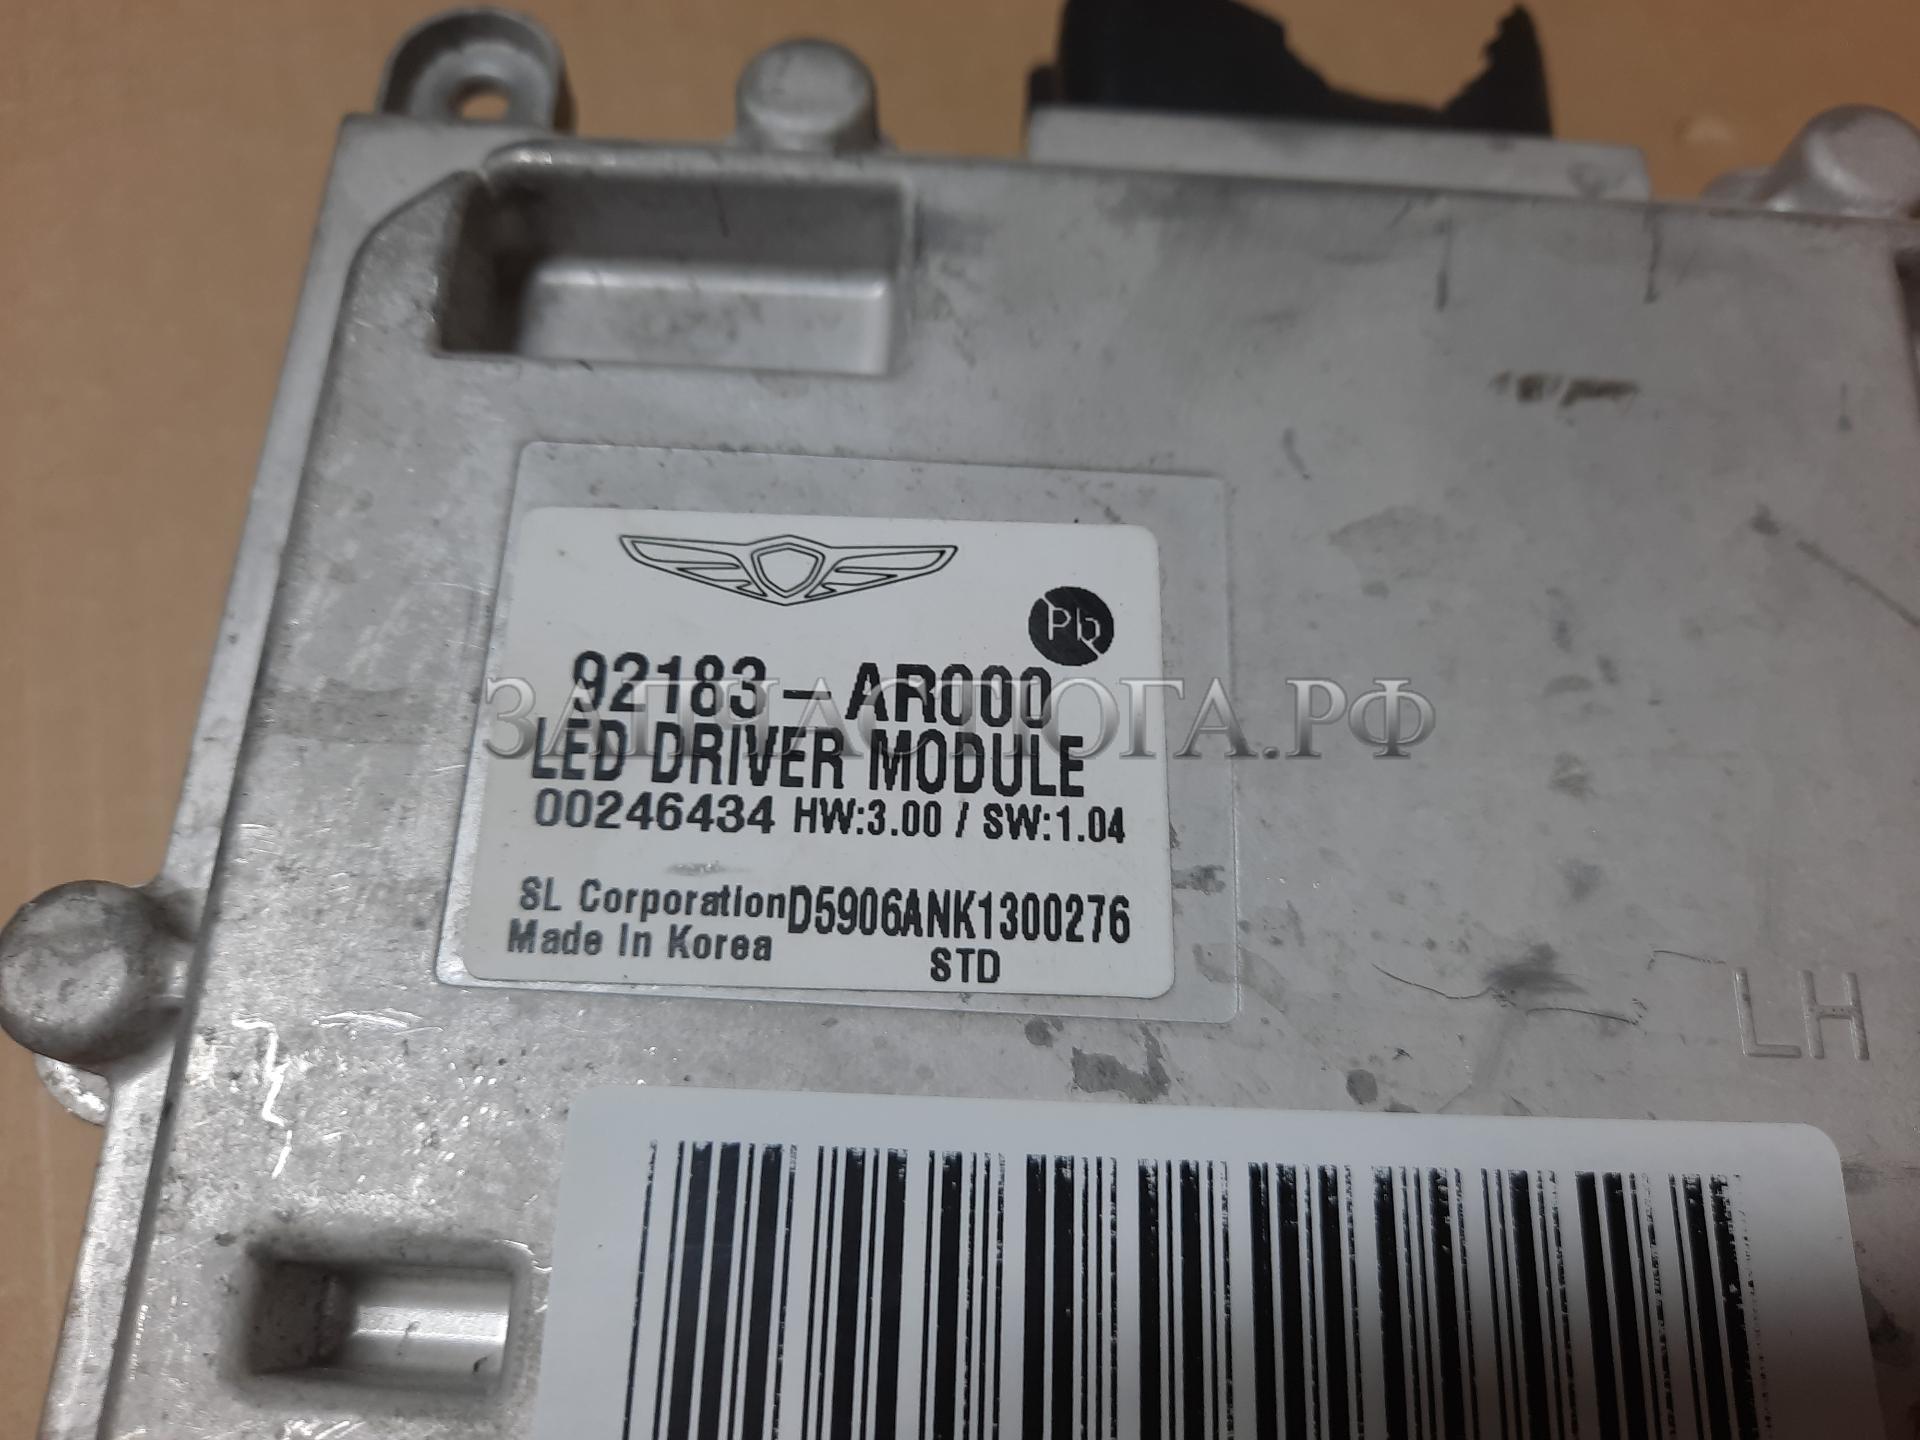 Pb
92183-AR000
ЗАПЧАСТЮГА.РФ
LED DRIVER MODULE
00246434 HW:3.00 / SW:1.04
SL Corporation D5906ANK1300276
Made In Korea STD
LH